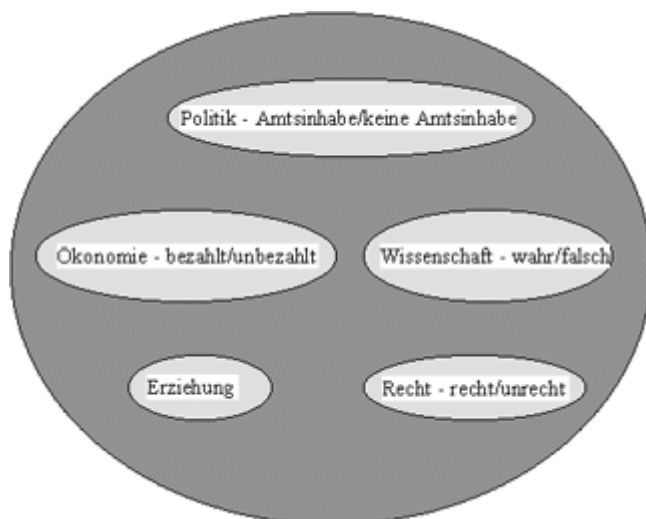 Politik - Amtsinhabe/keine Amtsinhabe
Ökonomie - bezahlt/unbezahlt
Wissenschaft - wahr/falsch
Erziehung
Recht - recht/unrecht